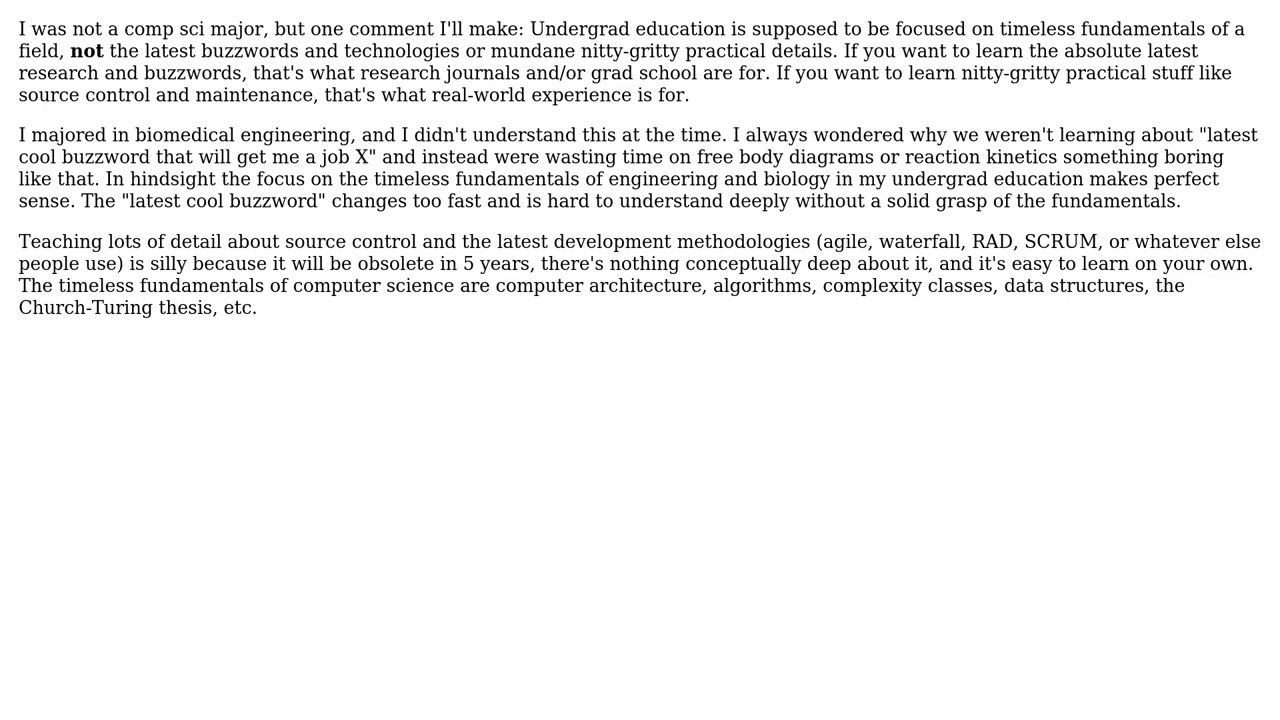 I was not a comp sci major, but one comment I'll make: Undergrad education is supposed to be focused on timeless fundamentals of a
field, not the latest buzzwords and technologies or mundane nitty-gritty practical details. If you want to learn the absolute latest
research and buzzwords, that's what research journals and/or grad school are for. If you want to learn nitty-gritty practical stuff like
source control and maintenance, that's what real-world experience is for.
I majored in biomedical engineering, and I didn't understand this at the time. I always wondered why we weren't learning about "latest
cool buzzword that will get me a job X" and instead were wasting time on free body diagrams or reaction kinetics something boring
like that. In hindsight the focus on the timeless fundamentals of engineering and biology in my undergrad education makes perfect
sense. The "latest cool buzzword" changes too fast and is hard to understand deeply without a solid grasp of the fundamentals.
Teaching lots of detail about source control and the latest development methodologies (agile, waterfall, RAD, SCRUM, or whatever else
people use) is silly because it will be obsolete in 5 years, there's nothing conceptually deep about it, and it's easy to learn on your own.
The timeless fundamentals of computer science are computer architecture, algorithms, complexity classes, data structures, the
Church-Turing thesis, etc.